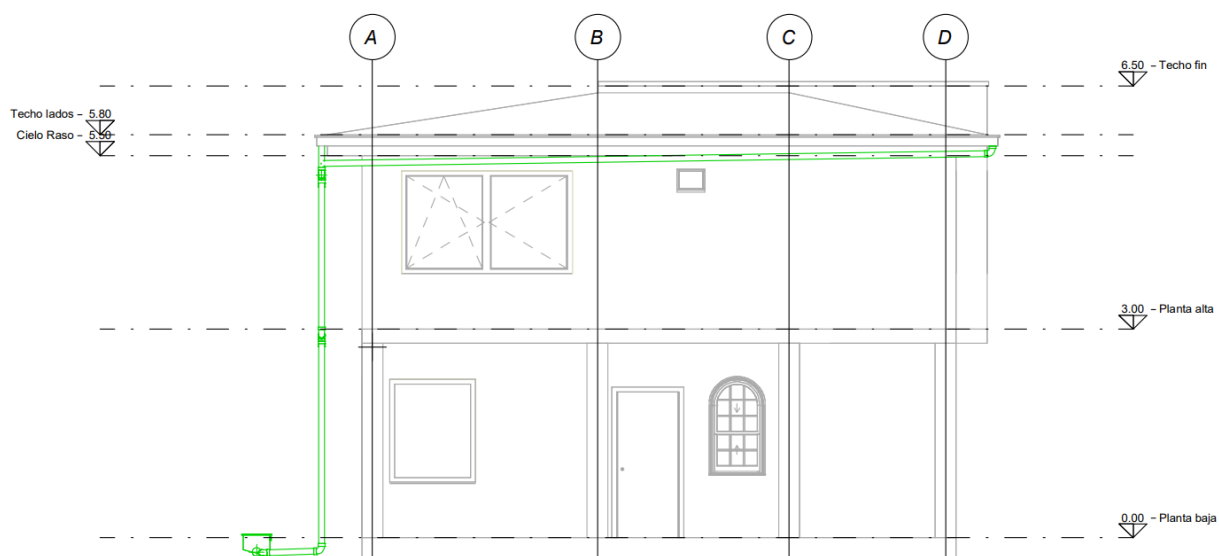 A
B
C
D
6.50 – Techo fin
Techo lados – 5.80
Cielo Raso – 5.50
3.00 – Planta alta
0.00 – Planta baja